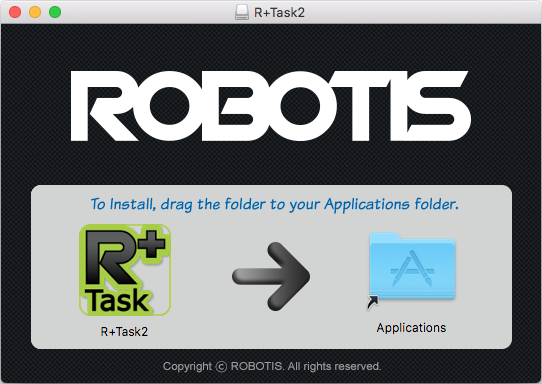 R+Task2
ROBOTIS
To Install, drag the folder to your Applications folder.
R+
Task
R+Task2
Applications
Copyright ⓒ ROBOTIS. All rights reserved.